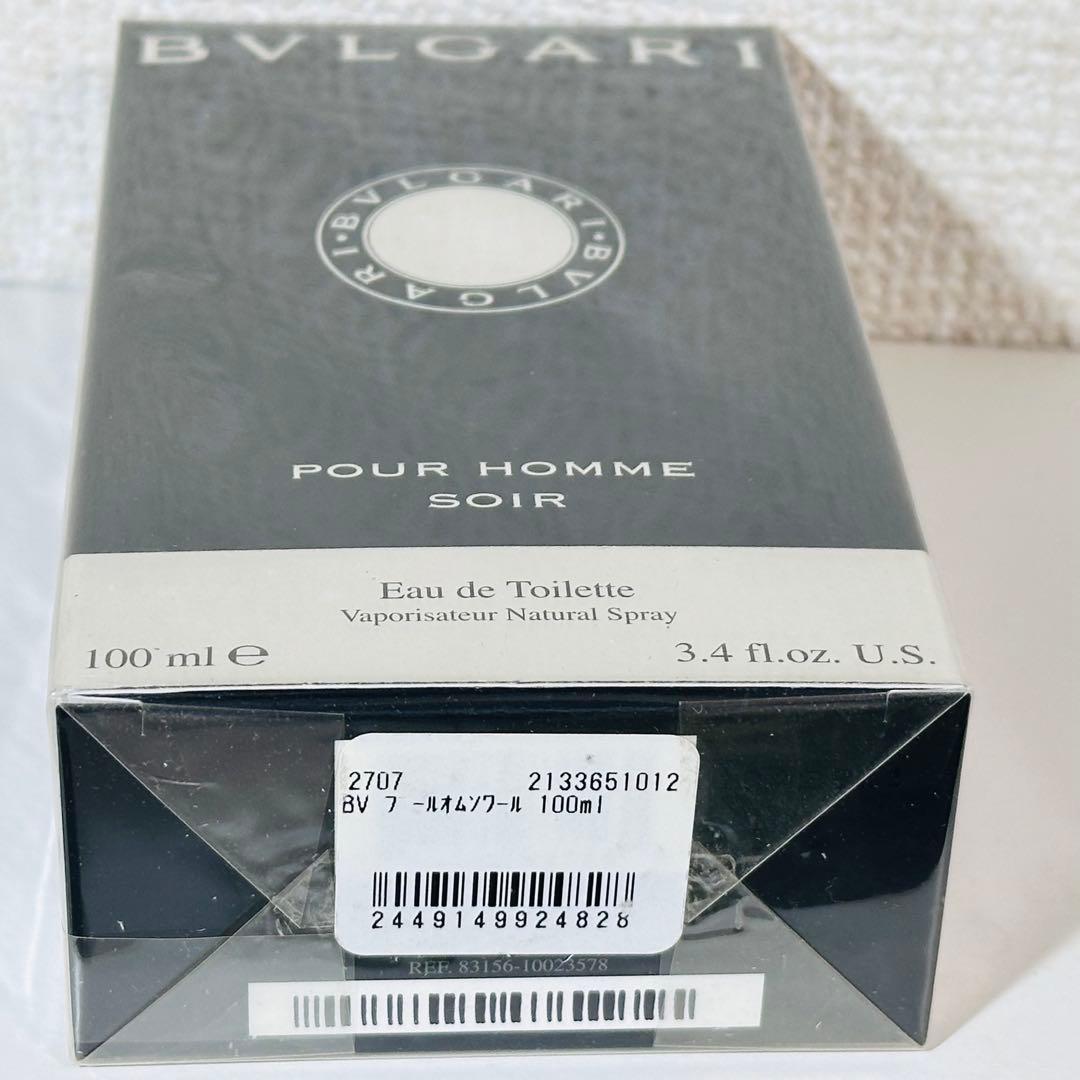 BVLGARI
BVLGARI • BVLGARI •
POUR HOMME
SOIR
Eau de Toilette
Vaporisateur Natural Spray
100 ml ℮
3.4 fl.oz. U.S.
2707 2133651012
BV フ ールオムソワール 100ml
2449149924828
REF. 83156-10023578